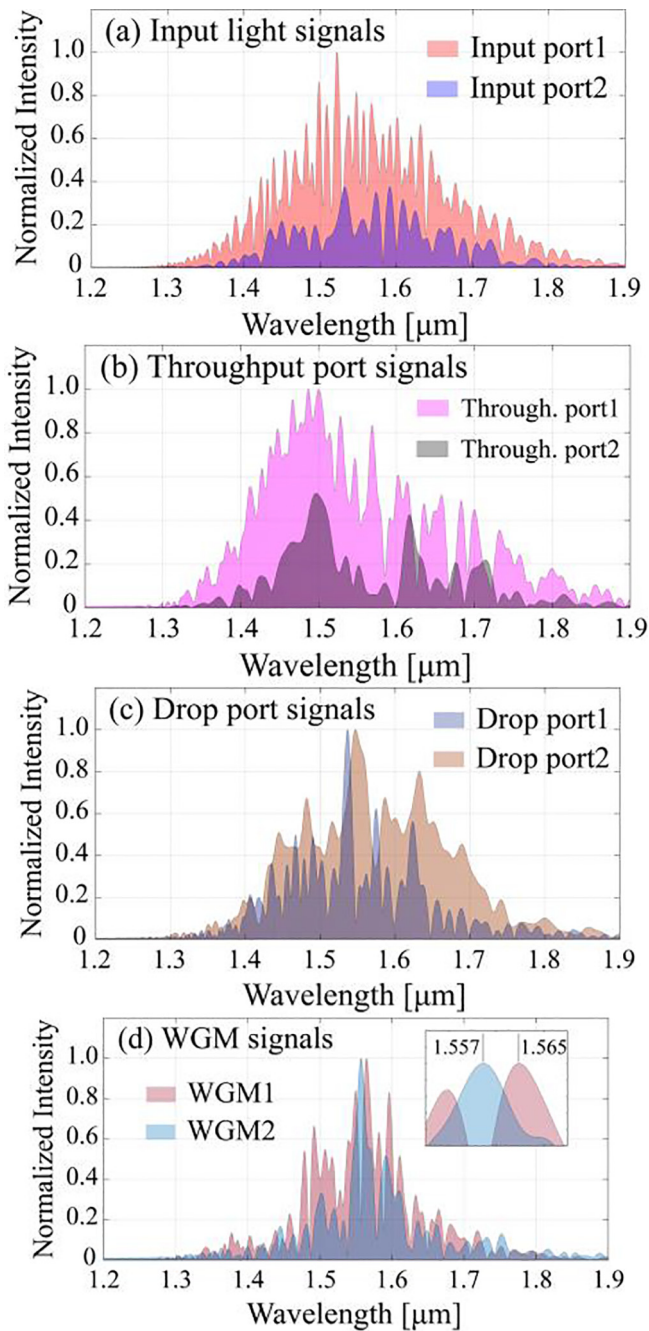 (a) Input light signals
Input port1
Input port2
Normalized Intensity
1.0
0.8
0.6
0.4
0.2
0
1.2 1.3 1.4 1.5 1.6 1.7 1.8 1.9
Wavelength [μm]
(b) Throughput port signals
Through. port1
Through. port2
Normalized Intensity
1.0
0.8
0.6
0.4
0.2
0
1.2 1.3 1.4 1.5 1.6 1.7 1.8 1.9
Wavelength [μm]
(c) Drop port signals
Drop port1
Drop port2
Normalized Intensity
1.0
0.8
0.6
0.4
0.2
0
1.2 1.3 1.4 1.5 1.6 1.7 1.8 1.9
Wavelength [μm]
(d) WGM signals
1.557 1.565
WGM1
WGM2
Normalized Intensity
1.0
0.8
0.6
0.4
0.2
0
1.2 1.3 1.4 1.5 1.6 1.7 1.8 1.9
Wavelength [μm]